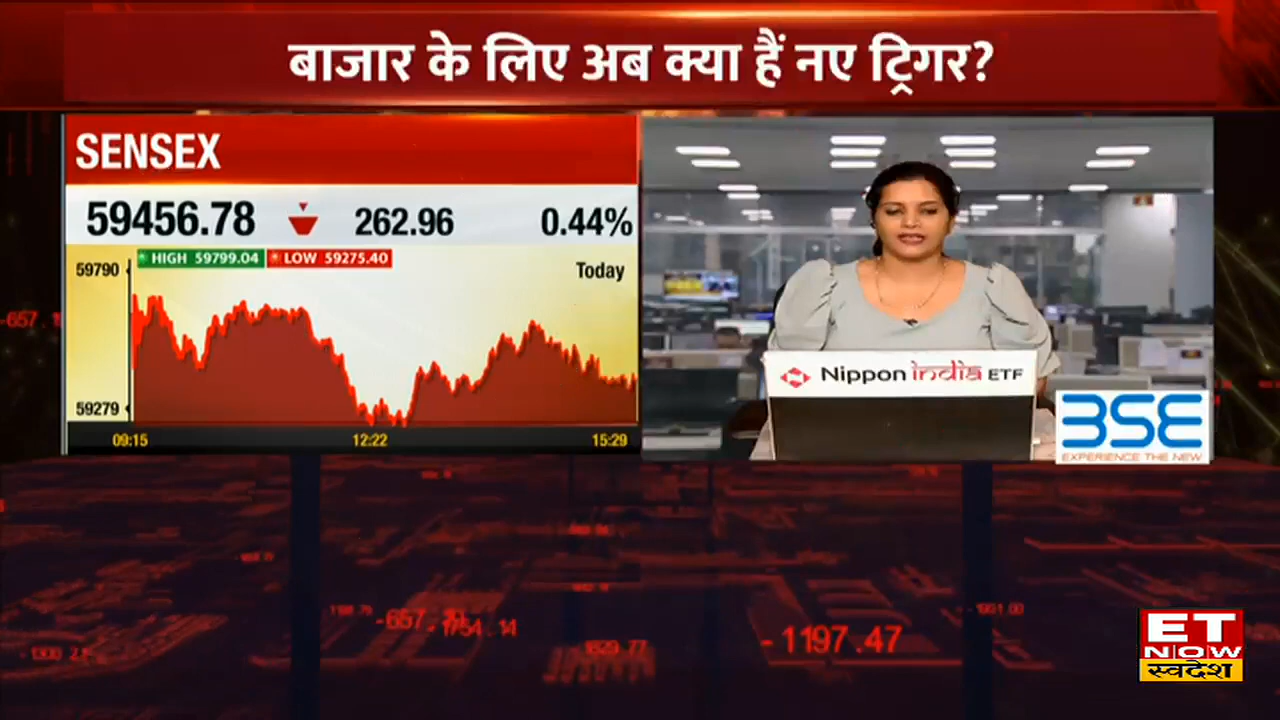 बाजार के लिए अब क्या हैं नए ट्रिगर?
SENSEX
59456.78 262.96 0.44%
HIGH 59799.04 LOW 59275.40
59790 Today
59279
09:15 12:22 15:29
Nippon india ETF
BSE
EXPERIENCE THE NEW
-1197.47
ET
NOW
स्वदेश